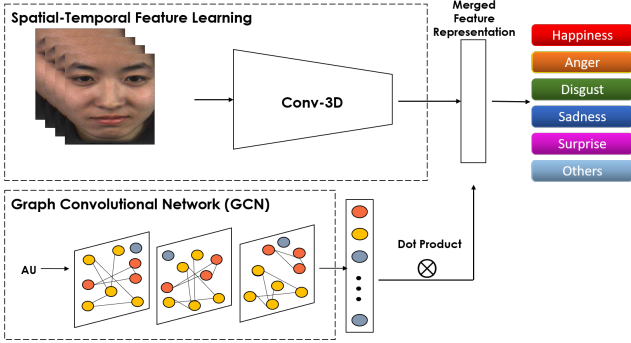 Spatial-Temporal Feature Learning
Conv-3D
Merged
Feature
Representation
Happiness
Anger
Disgust
Sadness
Surprise
Others
Graph Convolutional Network (GCN)
AU
Dot Product